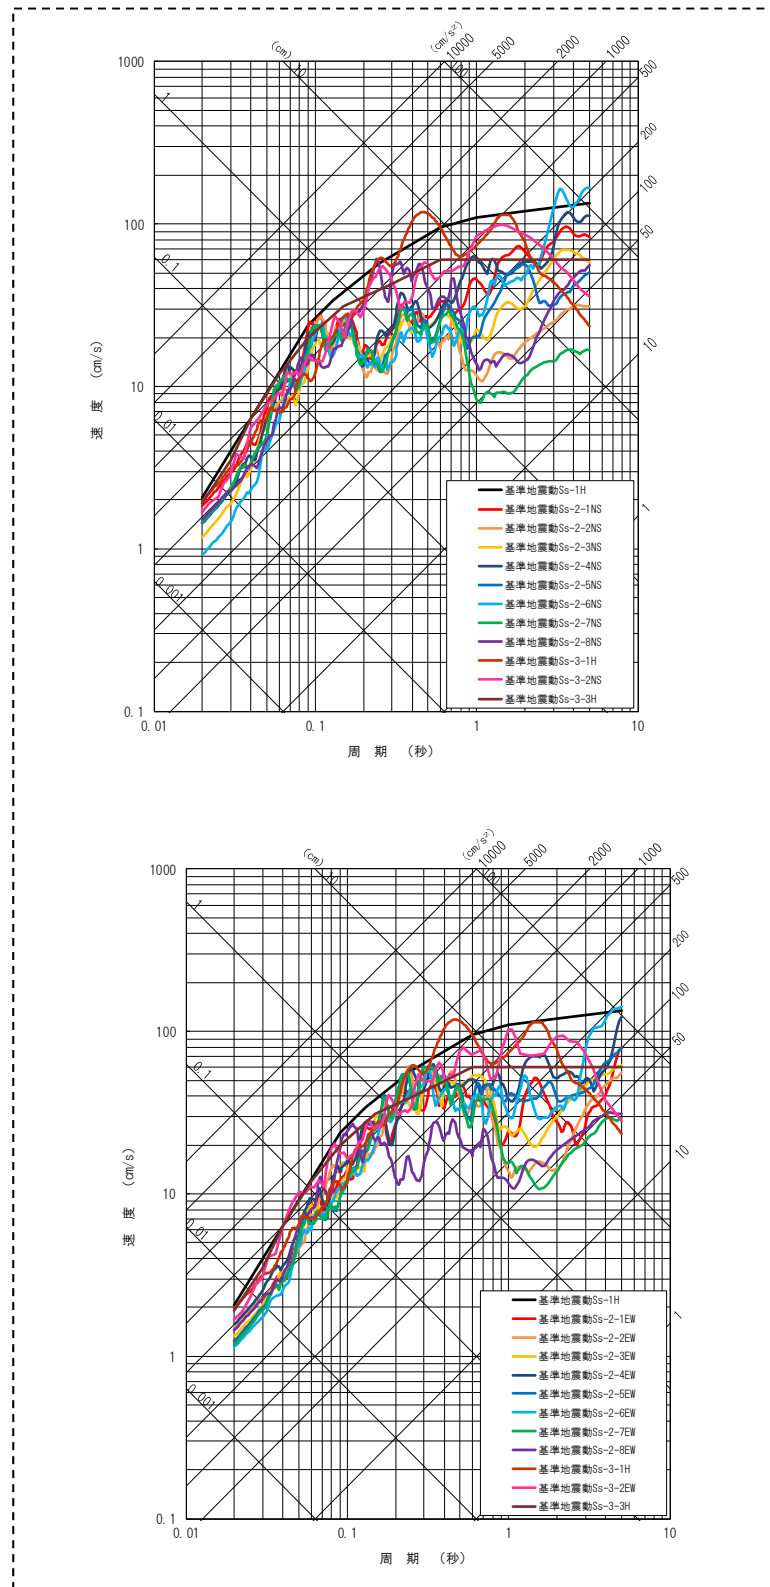 (cm)
(cm/s²)
10
10000
5000
2000
1000
100
500
1000
1
200
100
100
0.1
50
10
10
0.01
速 度 (cm/s)
基準地震動Ss-1H
基準地震動Ss-2-1NS
1
基準地震動Ss-2-2NS
基準地震動Ss-2-3NS
1
基準地震動Ss-2-4NS
0.001
基準地震動Ss-2-5NS
基準地震動Ss-2-6NS
基準地震動Ss-2-7NS
基準地震動Ss-2-8NS
基準地震動Ss-3-1H
基準地震動Ss-3-2NS
基準地震動Ss-3-3H
0.1
0.01
0.1
1
10
周 期 (秒)
(cm)
(cm/s²)
10
10000
5000
2000
1000
100
500
1000
1
200
100
100
0.1
50
10
10
0.01
速 度 (cm/s)
基準地震動Ss-1H
1
基準地震動Ss-2-1EW
基準地震動Ss-2-2EW
1
基準地震動Ss-2-3EW
基準地震動Ss-2-4EW
0.001
基準地震動Ss-2-5EW
基準地震動Ss-2-6EW
基準地震動Ss-2-7EW
基準地震動Ss-2-8EW
基準地震動Ss-3-1H
基準地震動Ss-3-2EW
基準地震動Ss-3-3H
0.1
0.01
0.1
1
10
周 期 (秒)